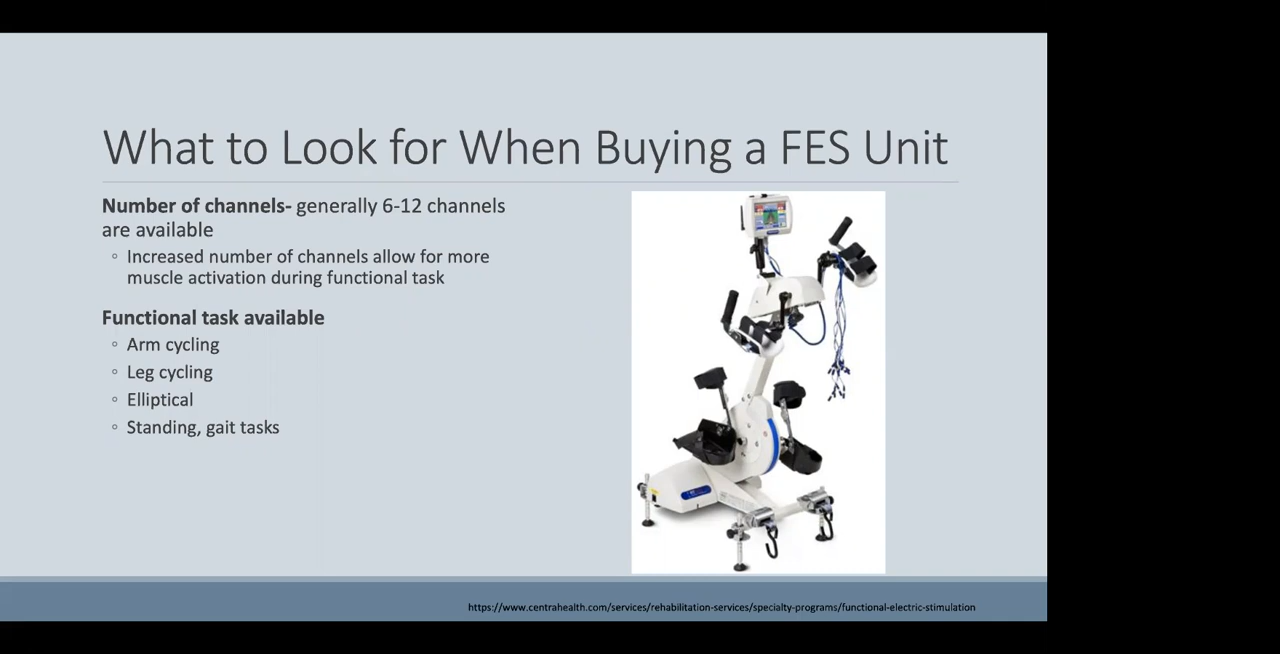 What to Look for When Buying a FES Unit
Number of channels- generally 6-12 channels
are available
◦ Increased number of channels allow for more
muscle activation during functional task
Functional task available
◦ Arm cycling
◦ Leg cycling
◦ Elliptical
◦ Standing, gait tasks
https://www.centrahealth.com/services/rehabilitation-services/specialty-programs/functional-electric-stimulation